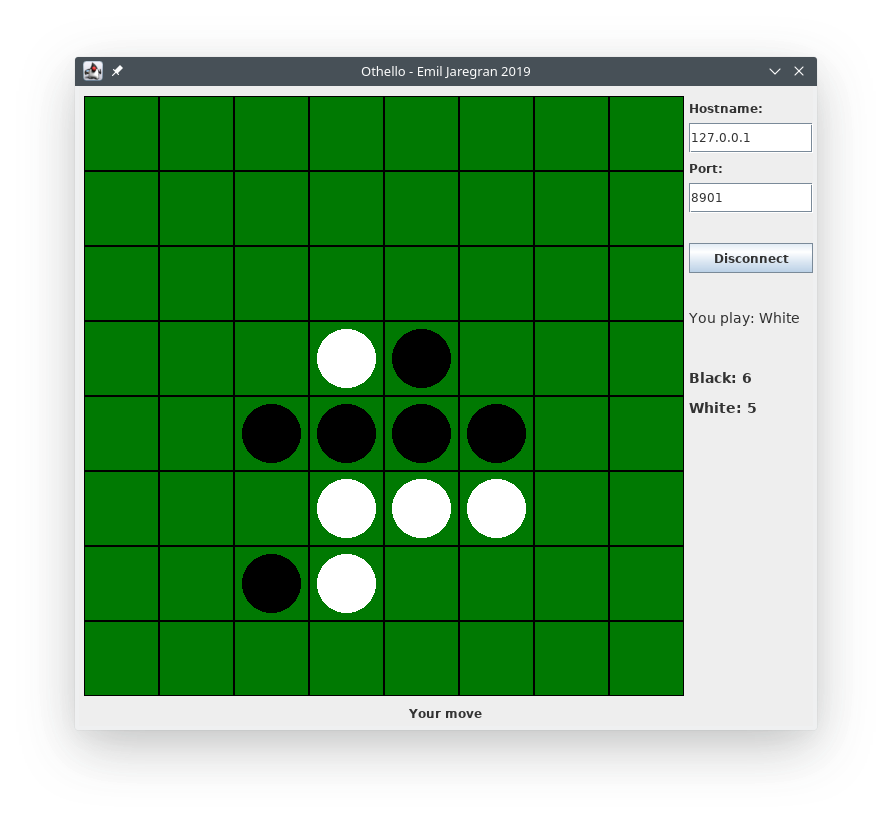 Othello - Emil Jaregran 2019
Hostname:
127.0.0.1
Port:
8901
Disconnect
You play: White
Black: 6
White: 5
Your move